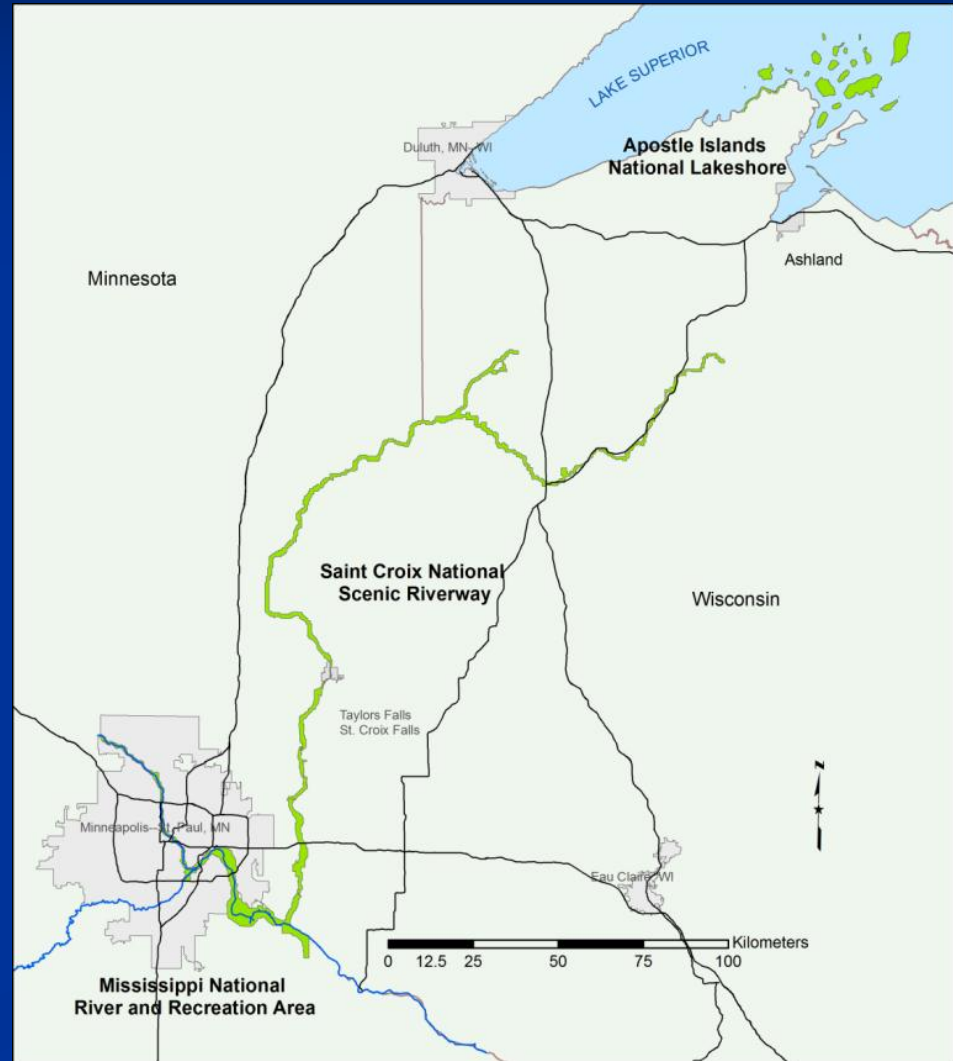 LAKE SUPERIOR
Duluth, MN--WI
Apostle Islands
National Lakeshore
Minnesota
Ashland
Saint Croix National
Scenic Riverway
Wisconsin
Taylors Falls
St. Croix Falls
Minneapolis--St. Paul, MN
Eau Claire, WI
N
Kilometers
0 12.5 25 50 75 100
Mississippi National
River and Recreation Area